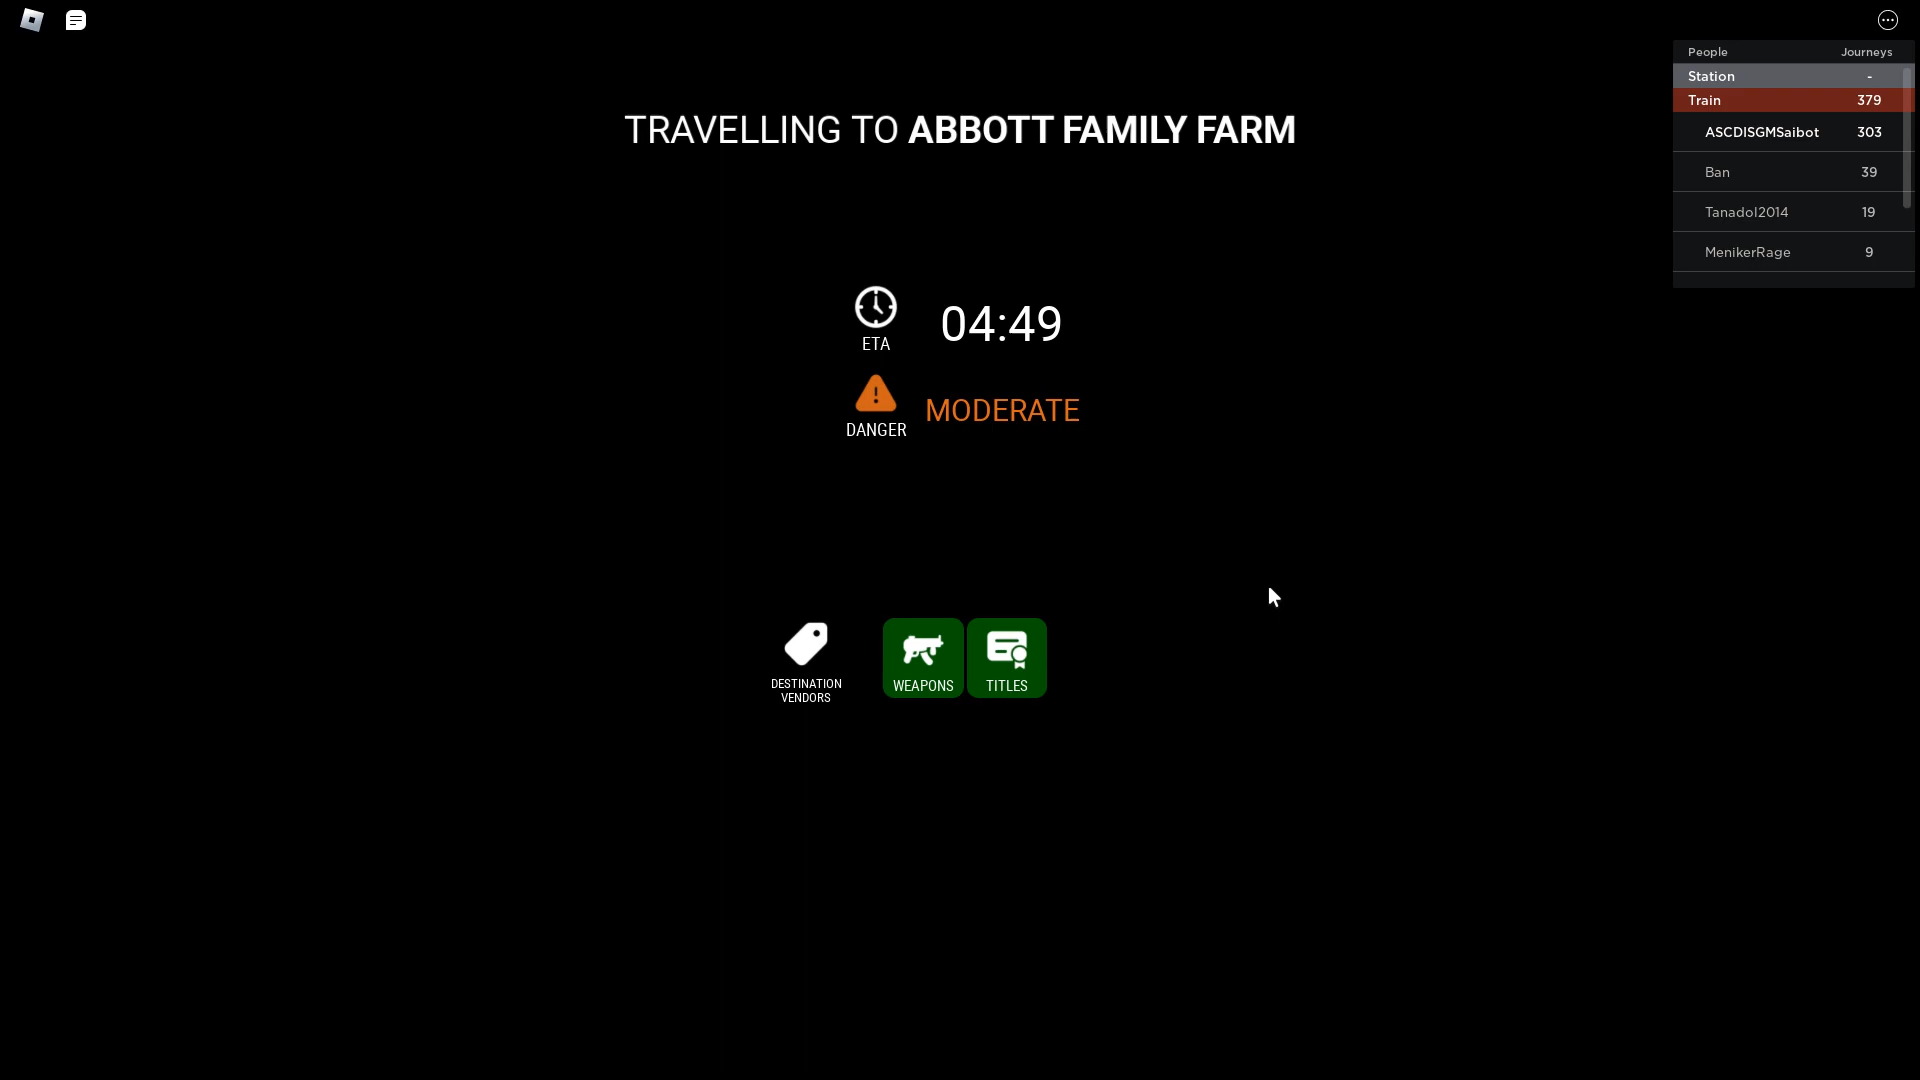 People Journeys
Station -
Train 379
ASCDISGMSaibot 303
Ban 39
Tanadol2014 19
MenikerRage 9
TRAVELLING TO ABBOTT FAMILY FARM
ETA 04:49
DANGER MODERATE
DESTINATION
VENDORS
WEAPONS TITLES